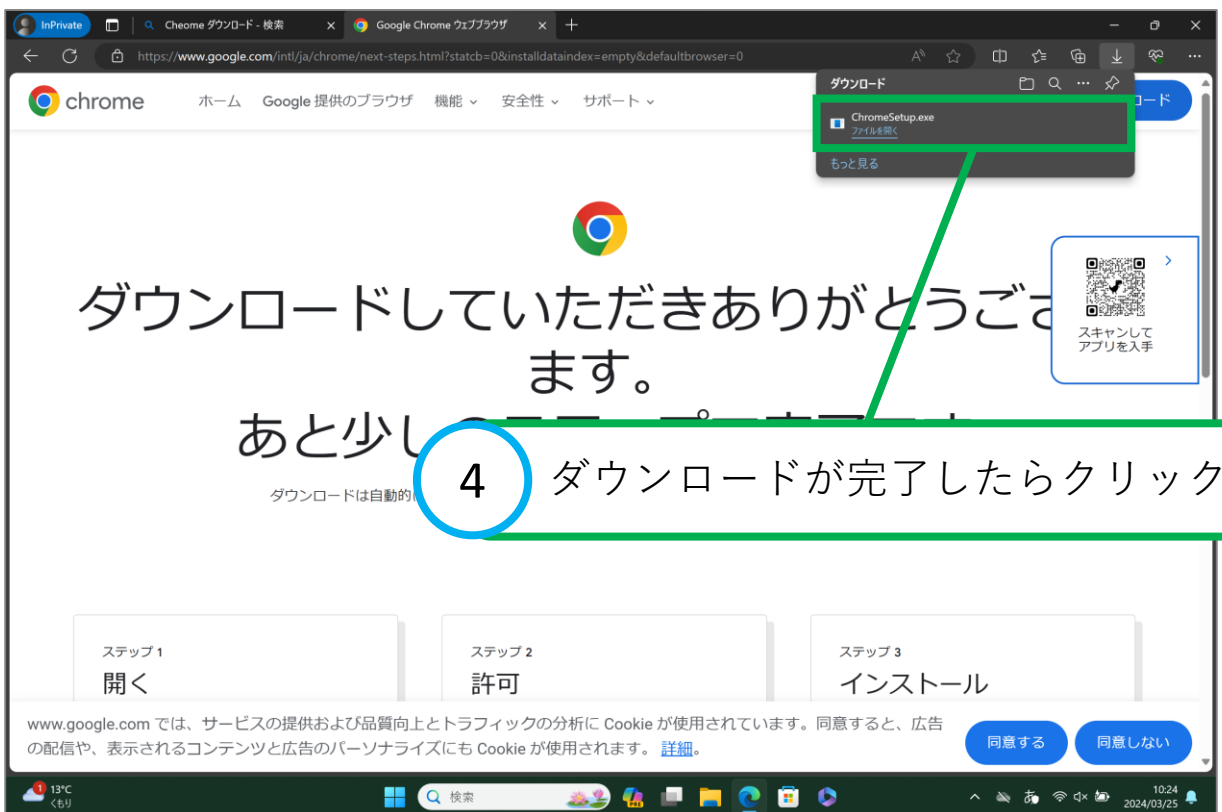 InPrivate
Cheome ダウンロード - 検索
Google Chrome ウェブブラウザ
https://www.google.com/intl/ja/chrome/next-steps.html?statcb=0&installdataindex=empty&defaultbrowser=0
chrome
ホーム
Google 提供のブラウザ
機能
安全性
サポート
ード
ダウンロード
ChromeSetup.exe
ファイルを開く
もっと見る
ダウンロードしていただきありがとうござ
ます。
あと少し
スキャンして
アプリを入手
ダウンロードは自動的に
4
ダウンロードが完了したらクリック
ステップ 1
開く
ステップ 2
許可
ステップ 3
インストール
www.google.com では、サービスの提供および品質向上とトラフィックの分析に Cookie が使用されています。同意すると、広告
の配信や、表示されるコンテンツと広告のパーソナライズにも Cookie が使用されます。 詳細。
同意する
同意しない
1
13°C
くもり
検索
あ
10:24
2024/03/25